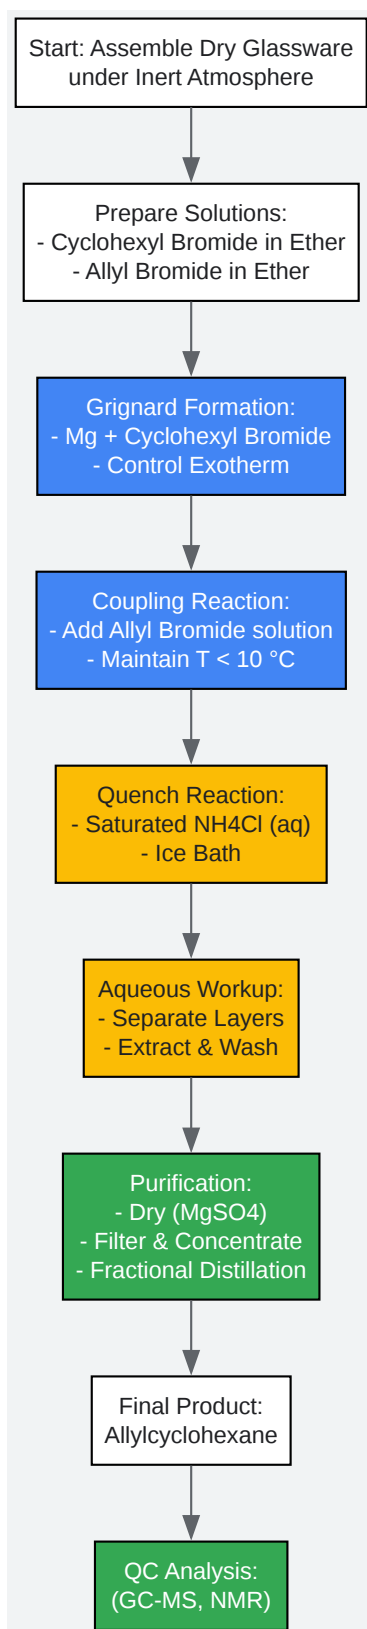 Start: Assemble Dry Glassware
under Inert Atmosphere
Prepare Solutions:
- Cyclohexyl Bromide in Ether
- Allyl Bromide in Ether
Grignard Formation:
- Mg + Cyclohexyl Bromide
- Control Exotherm
Coupling Reaction:
- Add Allyl Bromide solution
- Maintain T < 10 °C
Quench Reaction:
- Saturated NH4Cl (aq)
- Ice Bath
Aqueous Workup:
- Separate Layers
- Extract & Wash
Purification:
- Dry (MgSO4)
- Filter & Concentrate
- Fractional Distillation
Final Product:
Allylcyclohexane
QC Analysis:
(GC-MS, NMR)